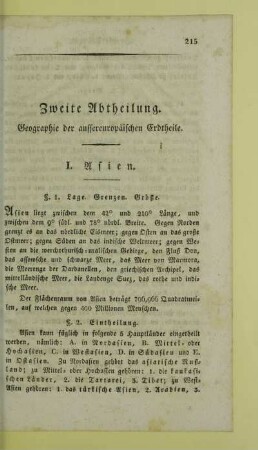 215
Zweite Abtheilung.
Geographie der aussereuropäischen Erdtheile.
I. Asien.
§. 1. Lage. Grenzen. Größe.
Asien liegt zwischen dem 42° und 210° Länge, und
zwischen dem 0° südl. und 78° nördl. Breite. Gegen Norden
grenzt es an das nördliche Eismeer; gegen Osten an das große
Ostmeer; gegen Süden an das indische Weltmeer; gegen We-
sten an die Gebirge, den Fluß Don,
das assowsche und schwarze Meer, das Meer von Marmora,
die Meerenge der Dardanellen, den griechischen Archipel, das
mittelländische Meer, die Landenge Suez, das rothe und indi-
sche Meer.
Der Flächenraum von Asien beträgt 766,666 Quadratmei-
len, auf welchen gegen 400 Millionen Menschen.
§. 2. Eintheilung.
Asien kann füglich in folgende 5 Hauptländer eingetheilt
werden, nämlich: A. in Nordasien, B. Mittel- oder
Hochasien, C. in Westasien, D. in Südasien und E.
in Ostasien. Zu Nordasien gehört das asiatische Ruß-
land; zu Mittel- oder Hochasien gehören: 1. die kaukasi-
schen Länder, 2. die Tartarei, 3. Tibet; zu West-
Asien gehören: 1. das türkische Asien, 2. Arabien, 3.